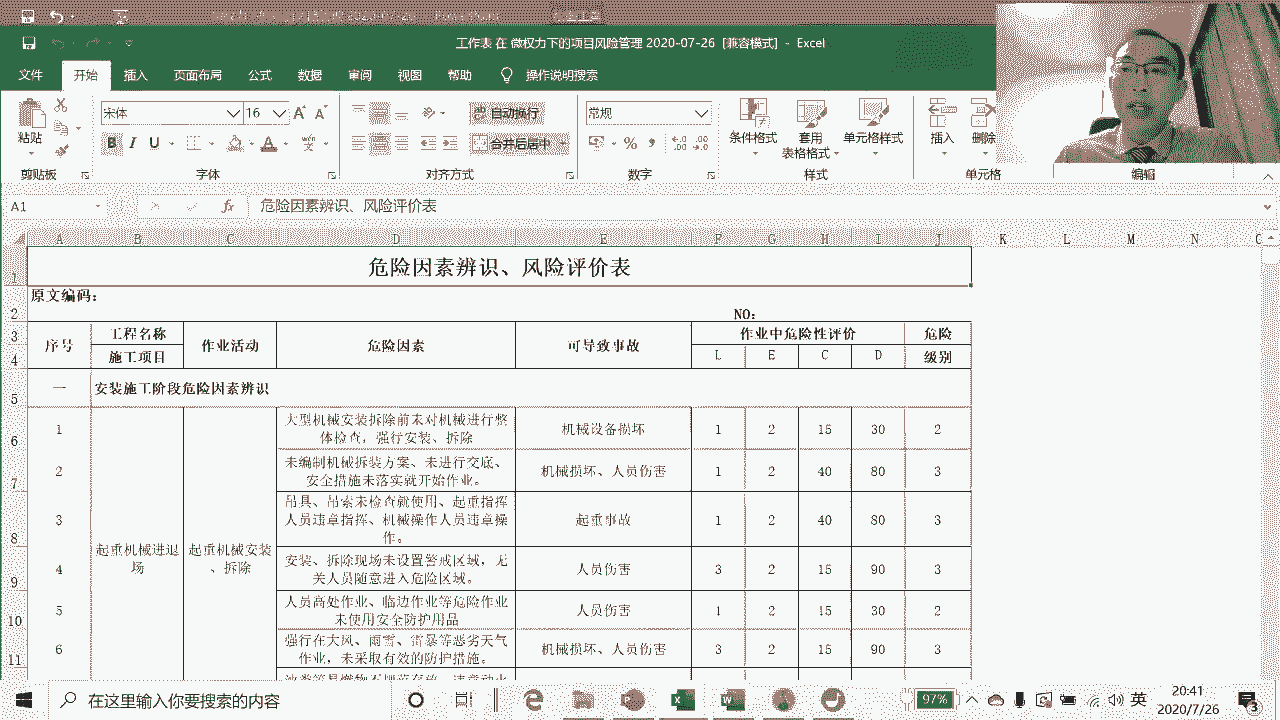 工作表 在 微权力下的项目风险管理 2020-07-26 [兼容模式] - Excel
文件 开始 插入 页面布局 公式 数据 审阅 视图 帮助 操作说明搜索
宋体 16 自动换行 常规
粘贴 B I U 合并后居中 % 条件格式 套用 单元格样式 插入 删除
表格格式
剪贴板 字体 对齐方式 数字 样式 单元格 编辑
A1 fx 危险因素辨识、风险评价表
A B C D E F G H I J K L M N
1 危险因素辨识、风险评价表
原文编码：
2 NO:
3 序号 工程名称 作业活动 危险因素 可导致事故 作业中危险性评价 危险
4 施工项目 L E C D 级别
5 一 安装施工阶段危险因素辨识
6 1 大型机械安装拆除前未对机械进行整
体检查，强行安装、拆除 机械设备损坏 1 2 15 30 2
7 2 未编制机械拆装方案、未进行交底、
安全措施未落实就开始作业。 机械损坏、人员伤害 1 2 40 80 3
8 3 吊具、吊索未检查就使用、起重指挥
人员违章指挥、机械操作人员违章操
作。 起重事故 1 2 40 80 3
起重机械进退
场 起重机械安装
、拆除
9 4 安装、拆除现场未设置警戒区域，无
关人员随意进入危险区域。 人员伤害 3 2 15 90 3
10 5 人员高处作业、临边作业等危险作业
未使用安全防护用品 人员伤害 1 2 15 30 2
11 6 强行在大风、雨雪、雷暴等恶劣天气
作业，未采取有效的防护措施。 机械损坏、人员伤害 3 2 15 90 3
在这里输入你要搜索的内容 97% 英 20:41
2020/7/26 3